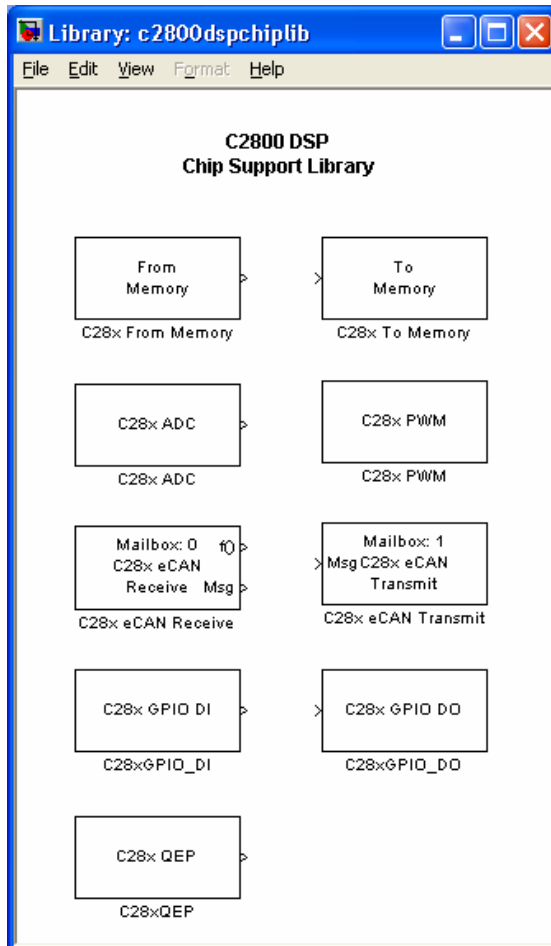 Library: c2800dspchiplib
File Edit View Format Help
C2800 DSP
Chip Support Library
From
Memory
C28x From Memory
To
Memory
C28x To Memory
C28x ADC
C28x ADC
C28x PWM
C28x PWM
Mailbox: 0 f()
C28x eCAN
Receive Msg
C28x eCAN Receive
Mailbox: 1
Msg C28x eCAN
Transmit
C28x eCAN Transmit
C28x GPIO DI
C28xGPIO_DI
C28x GPIO DO
C28xGPIO_DO
C28x QEP
C28xQEP